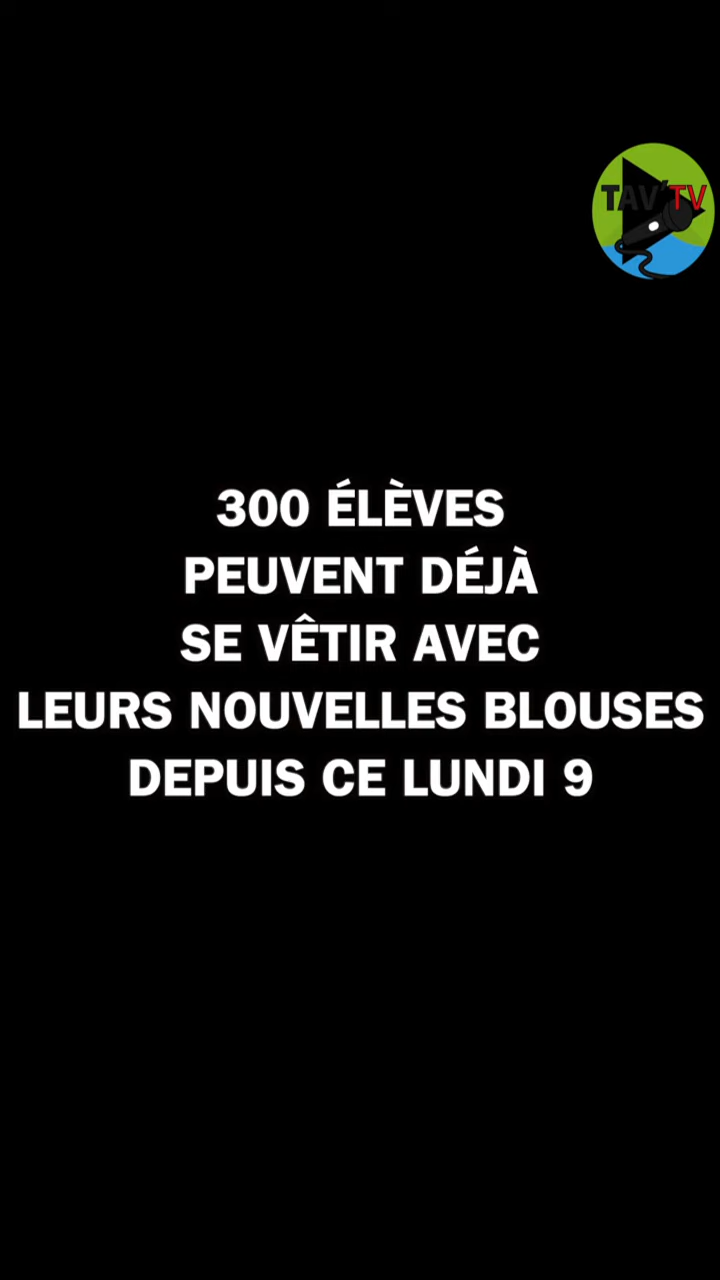 TAV'TV
300 ÉLÈVES
PEUVENT DÉJÀ
SE VÊTIR AVEC
LEURS NOUVELLES BLOUSES
DEPUIS CE LUNDI 9